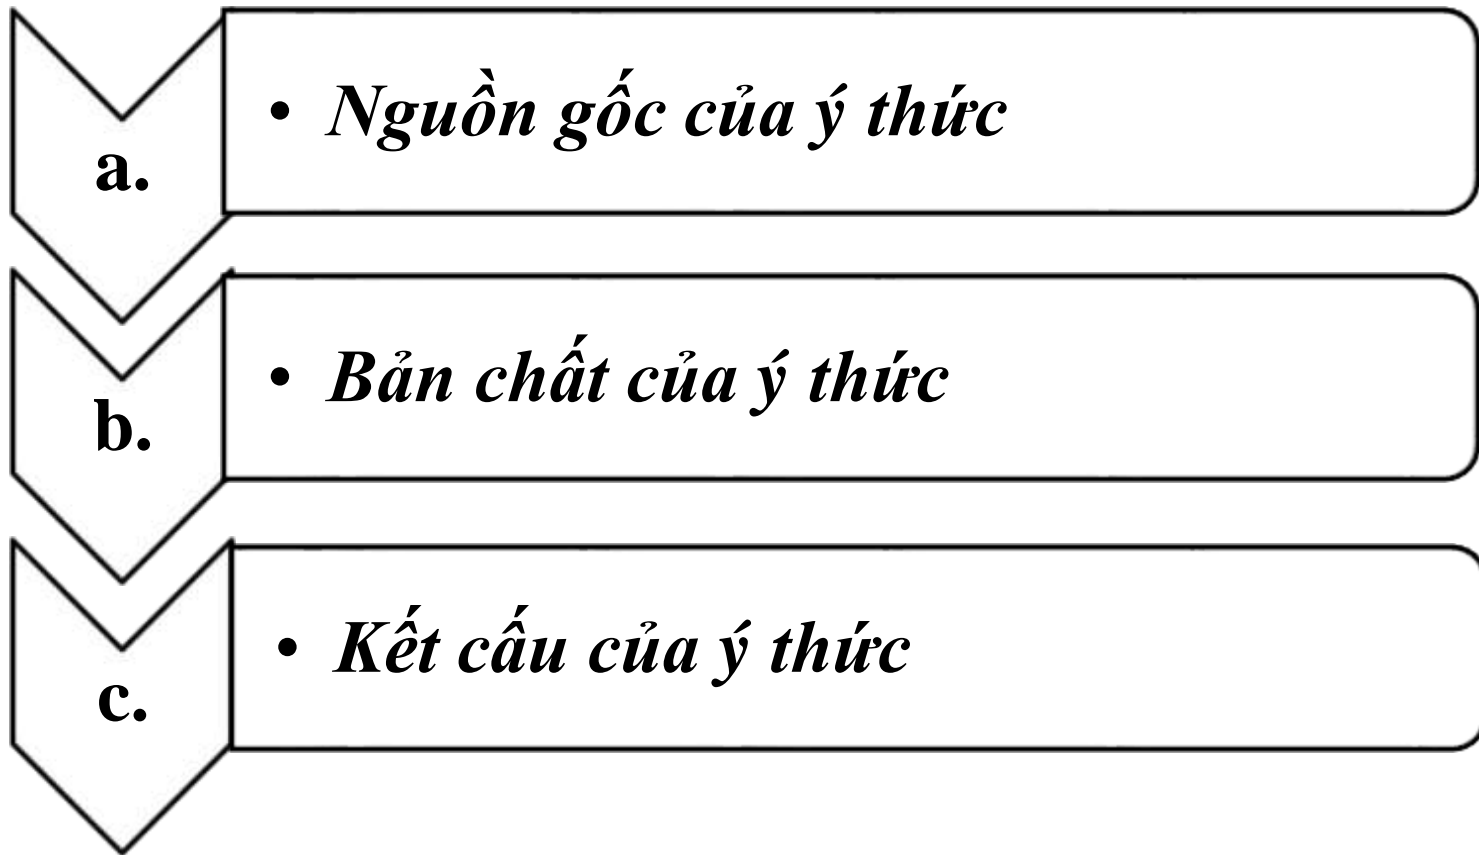 a.
• Nguồn gốc của ý thức
b.
• Bản chất của ý thức
c.
• Kết cấu của ý thức